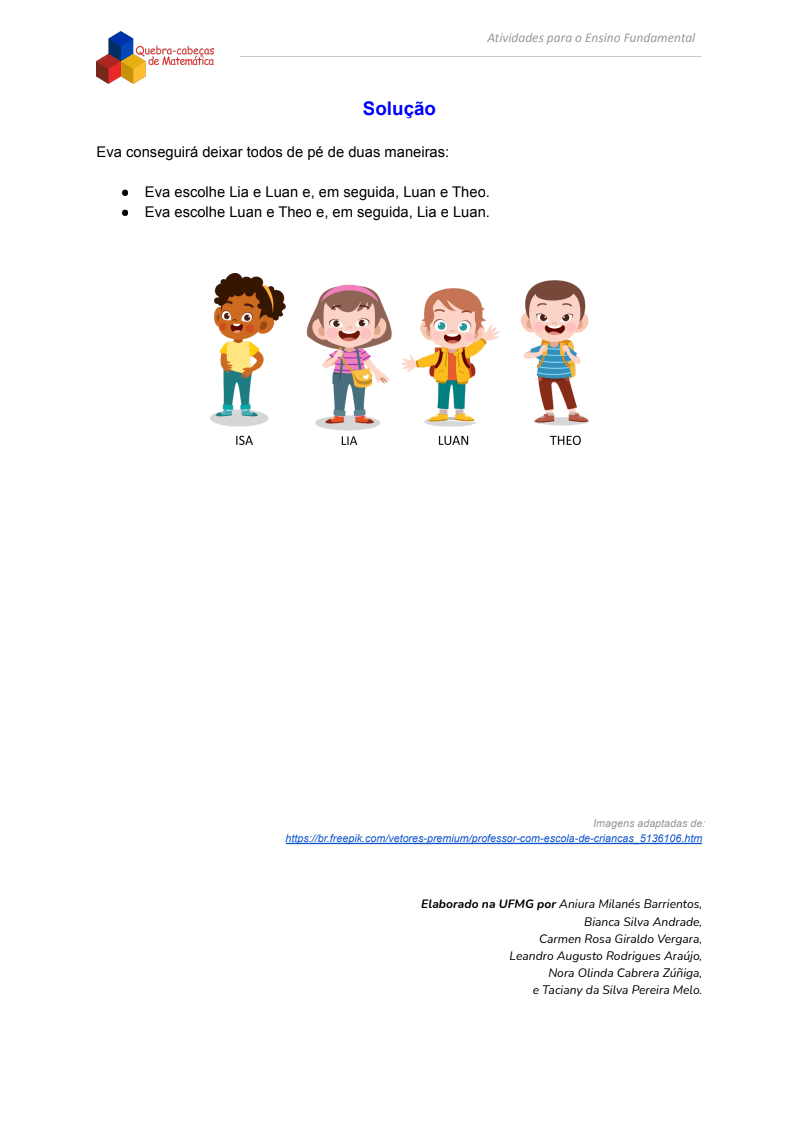 Quebra-cabeças
de Matemática
Atividades para o Ensino Fundamental
Solução
Eva conseguirá deixar todos de pé de duas maneiras:
● Eva escolhe Lia e Luan e, em seguida, Luan e Theo.
● Eva escolhe Luan e Theo e, em seguida, Lia e Luan.
ISA LIA LUAN THEO
Imagens adaptadas de:
https://br.freepik.com/vetores-premium/professor-com-escola-de-criancas_5136106.htm
Elaborado na UFMG por Aniura Milanés Barrientos,
Bianca Silva Andrade,
Carmen Rosa Giraldo Vergara,
Leandro Augusto Rodrigues Araújo,
Nora Olinda Cabrera Zúñiga,
e Taciany da Silva Pereira Melo.